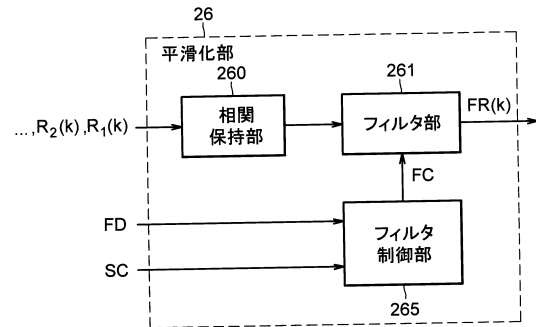 26
平滑化部
260
261
...,R₂(k),R₁(k)
相関
保持部
フィルタ部
FR(k)
FC
FD
SC
フィルタ
制御部
265